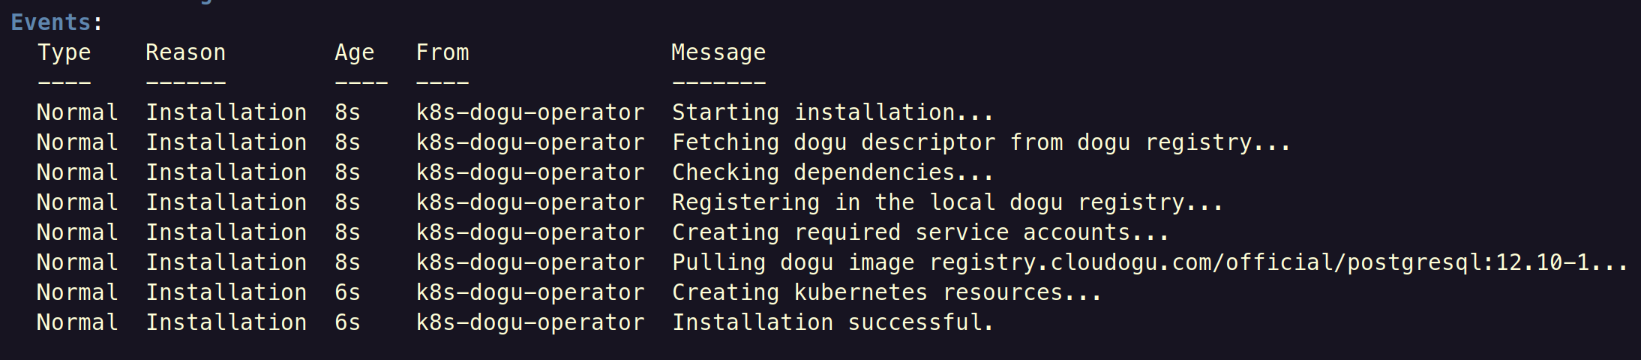 Events:
Type Reason Age From Message
---- ------ ---- ---- -------
Normal Installation 8s k8s-dogu-operator Starting installation...
Normal Installation 8s k8s-dogu-operator Fetching dogu descriptor from dogu registry...
Normal Installation 8s k8s-dogu-operator Checking dependencies...
Normal Installation 8s k8s-dogu-operator Registering in the local dogu registry...
Normal Installation 8s k8s-dogu-operator Creating required service accounts...
Normal Installation 8s k8s-dogu-operator Pulling dogu image registry.cloudogu.com/official/postgresql:12.10-1...
Normal Installation 6s k8s-dogu-operator Creating kubernetes resources...
Normal Installation 6s k8s-dogu-operator Installation successful.